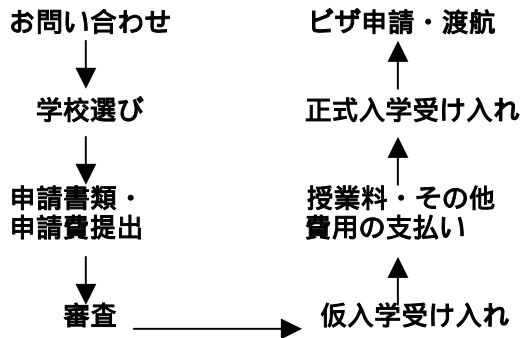 お問い合わせ
学校選び
申請書類・
申請費提出
審査
仮入学受け入れ
授業料・その他
費用の支払い
正式入学受け入れ
ビザ申請・渡航